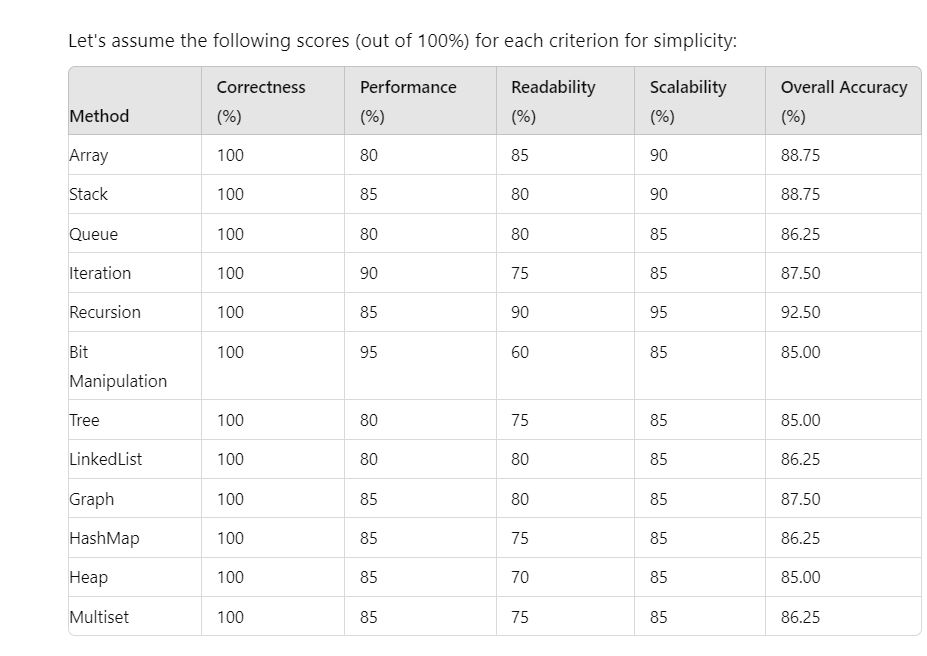 Let's assume the following scores (out of 100%) for each criterion for simplicity:
Method Correctness (%) Performance (%) Readability (%) Scalability (%) Overall Accuracy (%)
Array 100 80 85 90 88.75
Stack 100 85 80 90 88.75
Queue 100 80 80 85 86.25
Iteration 100 90 75 85 87.50
Recursion 100 85 90 95 92.50
Bit Manipulation 100 95 60 85 85.00
Tree 100 80 75 85 85.00
LinkedList 100 80 80 85 86.25
Graph 100 85 80 85 87.50
HashMap 100 85 75 85 86.25
Heap 100 85 70 85 85.00
Multiset 100 85 75 85 86.25